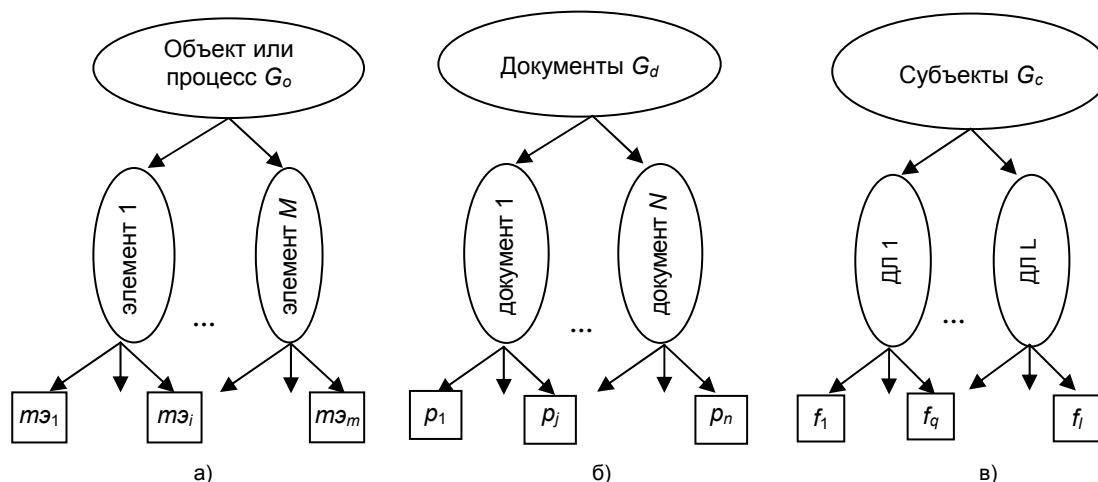 Объект или
процесс Gₒ
элемент 1
...
элемент M
тэ₁
тэᵢ
тэₘ
а)
Документы G_d
документ 1
...
документ N
p₁
pⱼ
pₙ
б)
Субъекты G_c
ДЛ 1
...
ДЛ L
f₁
f_q
f_l
в)